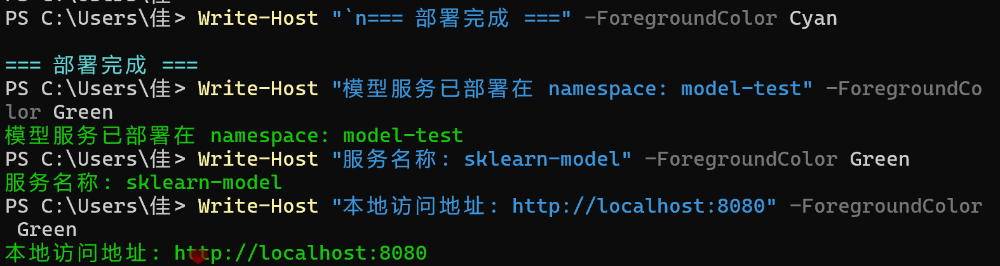 PS C:\Users\佳>
PS C:\Users\佳> Write-Host "`n=== 部署完成 ===" -ForegroundColor Cyan
=== 部署完成 ===
PS C:\Users\佳> Write-Host "模型服务已部署在 namespace: model-test" -ForegroundCo
lor Green
模型服务已部署在 namespace: model-test
PS C:\Users\佳> Write-Host "服务名称: sklearn-model" -ForegroundColor Green
服务名称: sklearn-model
PS C:\Users\佳> Write-Host "本地访问地址: http://localhost:8080" -ForegroundColor
Green
本地访问地址: http://localhost:8080